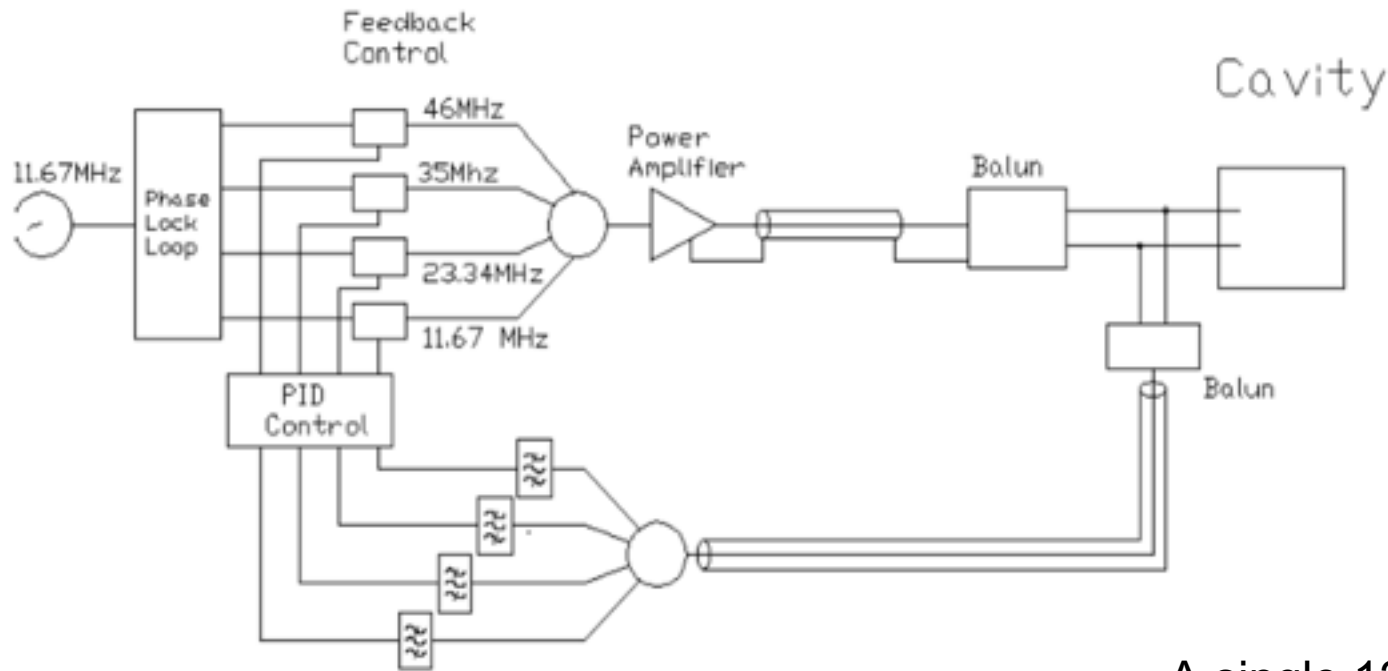 Feedback
Control
Cavity
46MHz
Power
Amplifier
11.67MHz
35Mhz
Balun
Phase
Lock
Loop
23.34MHz
11.67 MHz
PID
Control
Balun